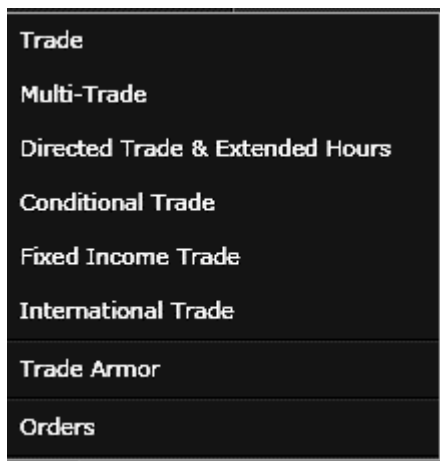 Trade
Multi-Trade
Directed Trade & Extended Hours
Conditional Trade
Fixed Income Trade
International Trade
Trade Armor
Orders